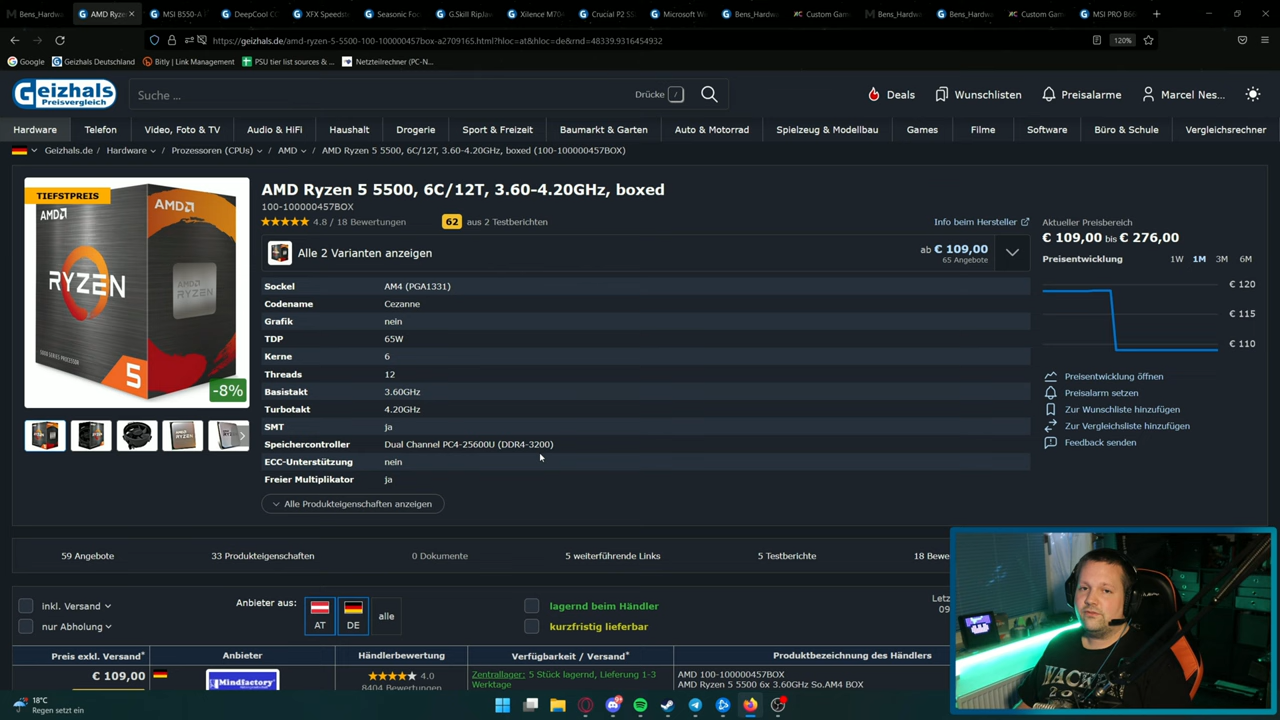 Bens_Hardw
AMD Ryze
MSI B550-A
DeepCool CC
XFX Speedst
Seasonic Fo
G.Skill RipJa
Xilence M70
Crucial P2 S
Microsoft W
Bens_Hardwa
Custom Gam
Bens_Hardw
Bens_Hardwa
Custom Gam
MSI PRO B66
https://geizhals.de/amd-ryzen-5-5500-100-100000457box-a2709165.html?hloc=at&hloc=de&rnd=48339.9316454932
120%
Google
Geizhals Deutschland
Bitly | Link Management
PSU tier list sources & ...
Netzteilrechner (PC-N...
Geizhals
Preisvergleich
Suche ...
Drücke /
Deals
Wunschlisten
Preisalarme
Marcel Nes...
Hardware
Telefon
Video, Foto & TV
Audio & HiFi
Haushalt
Drogerie
Sport & Freizeit
Baumarkt & Garten
Auto & Motorrad
Spielzeug & Modellbau
Games
Filme
Software
Büro & Schule
Vergleichsrechner
Geizhals.de / Hardware / Prozessoren (CPUs) / AMD / AMD Ryzen 5 5500, 6C/12T, 3.60-4.20GHz, boxed (100-100000457BOX)
TIEFSTPREIS
AMD
AMD
RYZEN
5
-8%
AMD Ryzen 5 5500, 6C/12T, 3.60-4.20GHz, boxed
100-100000457BOX
4.8 / 18 Bewertungen
62 aus 2 Testberichten
Info beim Hersteller
Alle 2 Varianten anzeigen
ab € 109,00
65 Angebote
Sockel AM4 (PGA1331)
Codename Cezanne
Grafik nein
TDP 65W
Kerne 6
Threads 12
Basistakt 3.60GHz
Turbotakt 4.20GHz
SMT ja
Speichercontroller Dual Channel PC4-25600U (DDR4-3200)
ECC-Unterstützung nein
Freier Multiplikator ja
Alle Produkteigenschaften anzeigen
Aktueller Preisbereich
€ 109,00 bis € 276,00
Preisentwicklung 1W 1M 3M 6M
€ 120
€ 115
€ 110
Preisentwicklung öffnen
Preisalarm setzen
Zur Wunschliste hinzufügen
Zur Vergleichsliste hinzufügen
Feedback senden
59 Angebote
33 Produkteigenschaften
0 Dokumente
5 weiterführende Links
5 Testberichte
18 Bewe
inkl. Versand
nur Abholung
Anbieter aus:
AT
DE
alle
lagernd beim Händler
kurzfristig lieferbar
Letz
09
Preis exkl. Versand*
Anbieter
Händlerbewertung
Verfügbarkeit / Versand*
Produktbezeichnung des Händlers
€ 109,00
Mindfactory
4.0
8404 Bewertungen
Zentrallager: 5 Stück lagernd, Lieferung 1-3
Werktage
AMD 100-100000457BOX
AMD Ryzen 5 5500 6x 3.60GHz So.AM4 BOX
WACKEN
18°C
Regen setzt ein